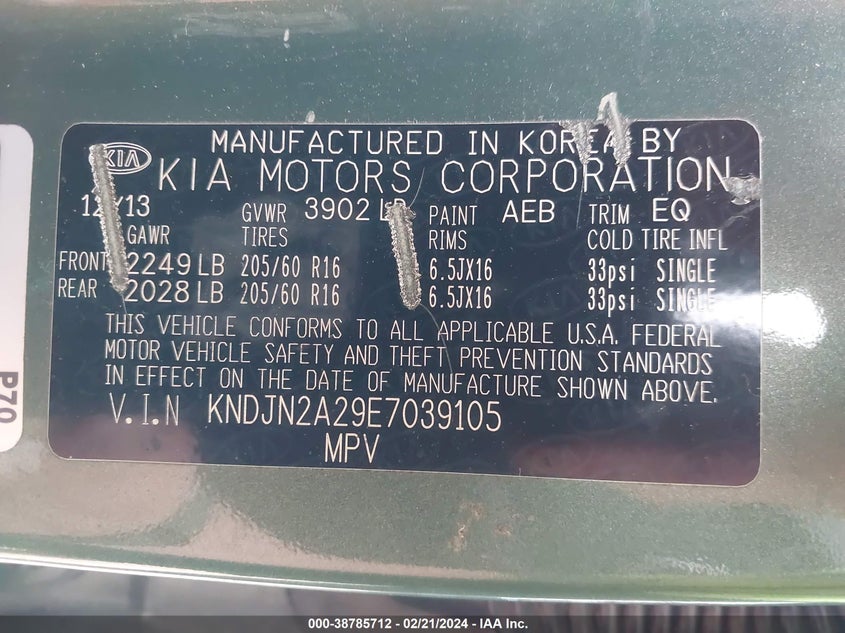 MANUFACTURED IN KOREA BY
KIA KIA MOTORS CORPORATION
12/13 GVWR 3902 LB PAINT AEB TRIM EQ
GAWR TIRES RIMS COLD TIRE INFL
FRONT 2249 LB 205/60 R16 6.5JX16 33psi SINGLE
REAR 2028 LB 205/60 R16 6.5JX16 33psi SINGLE
THIS VEHICLE CONFORMS TO ALL APPLICABLE U.S.A. FEDERAL
MOTOR VEHICLE SAFETY AND THEFT PREVENTION STANDARDS
IN EFFECT ON THE DATE OF MANUFACTURE SHOWN ABOVE.
V.I.N KNDJN2A29E7039105
MPV
P70
000-38785712 - 02/21/2024 - IAA Inc.